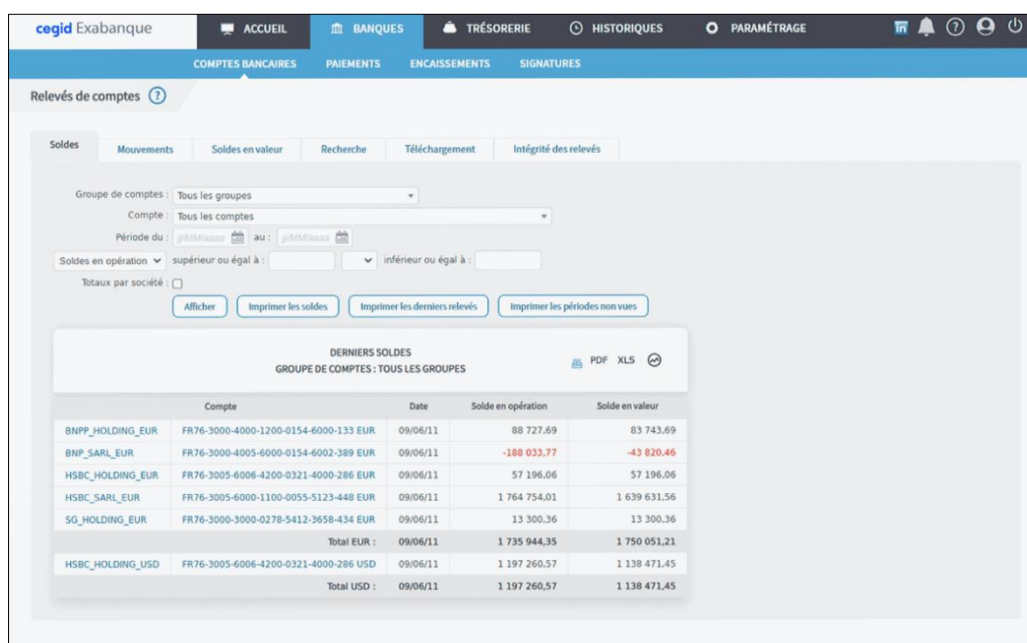 cegid Exabanque ACCUEIL BANQUES TRÉSORERIE HISTORIQUES PARAMÉTRAGE in ?
COMPTES BANCAIRES PAIEMENTS ENCAISSEMENTS SIGNATURES
Relevés de comptes ?
Soldes Mouvements Soldes en valeur Recherche Téléchargement Intégrité des relevés
Groupe de comptes : Tous les groupes
Compte : Tous les comptes
Période du : jj/MM/aaaa au : jj/MM/aaaa
Soldes en opération supérieur ou égal à : inférieur ou égal à :
Totaux par société :
Afficher Imprimer les soldes Imprimer les derniers relevés Imprimer les périodes non vues
DERNIERS SOLDES
GROUPE DE COMPTES : TOUS LES GROUPES PDF XLS
Compte Date Solde en opération Solde en valeur
BNPP_HOLDING_EUR FR76-3000-4000-1200-0154-6000-133 EUR 09/06/11 88 727,69 83 743,69
BNP_SARL_EUR FR76-3000-4005-6000-0154-6002-389 EUR 09/06/11 -188 033,77 -43 820,46
HSBC_HOLDING_EUR FR76-3005-6006-4200-0321-4000-286 EUR 09/06/11 57 196,06 57 196,06
HSBC_SARL_EUR FR76-3005-6000-1100-0055-5123-448 EUR 09/06/11 1 764 754,01 1 639 631,56
SG_HOLDING_EUR FR76-3000-3000-0278-5412-3658-434 EUR 09/06/11 13 300,36 13 300,36
Total EUR : 09/06/11 1 735 944,35 1 750 051,21
HSBC_HOLDING_USD FR76-3005-6006-4200-0321-4000-286 USD 09/06/11 1 197 260,57 1 138 471,45
Total USD : 09/06/11 1 197 260,57 1 138 471,45